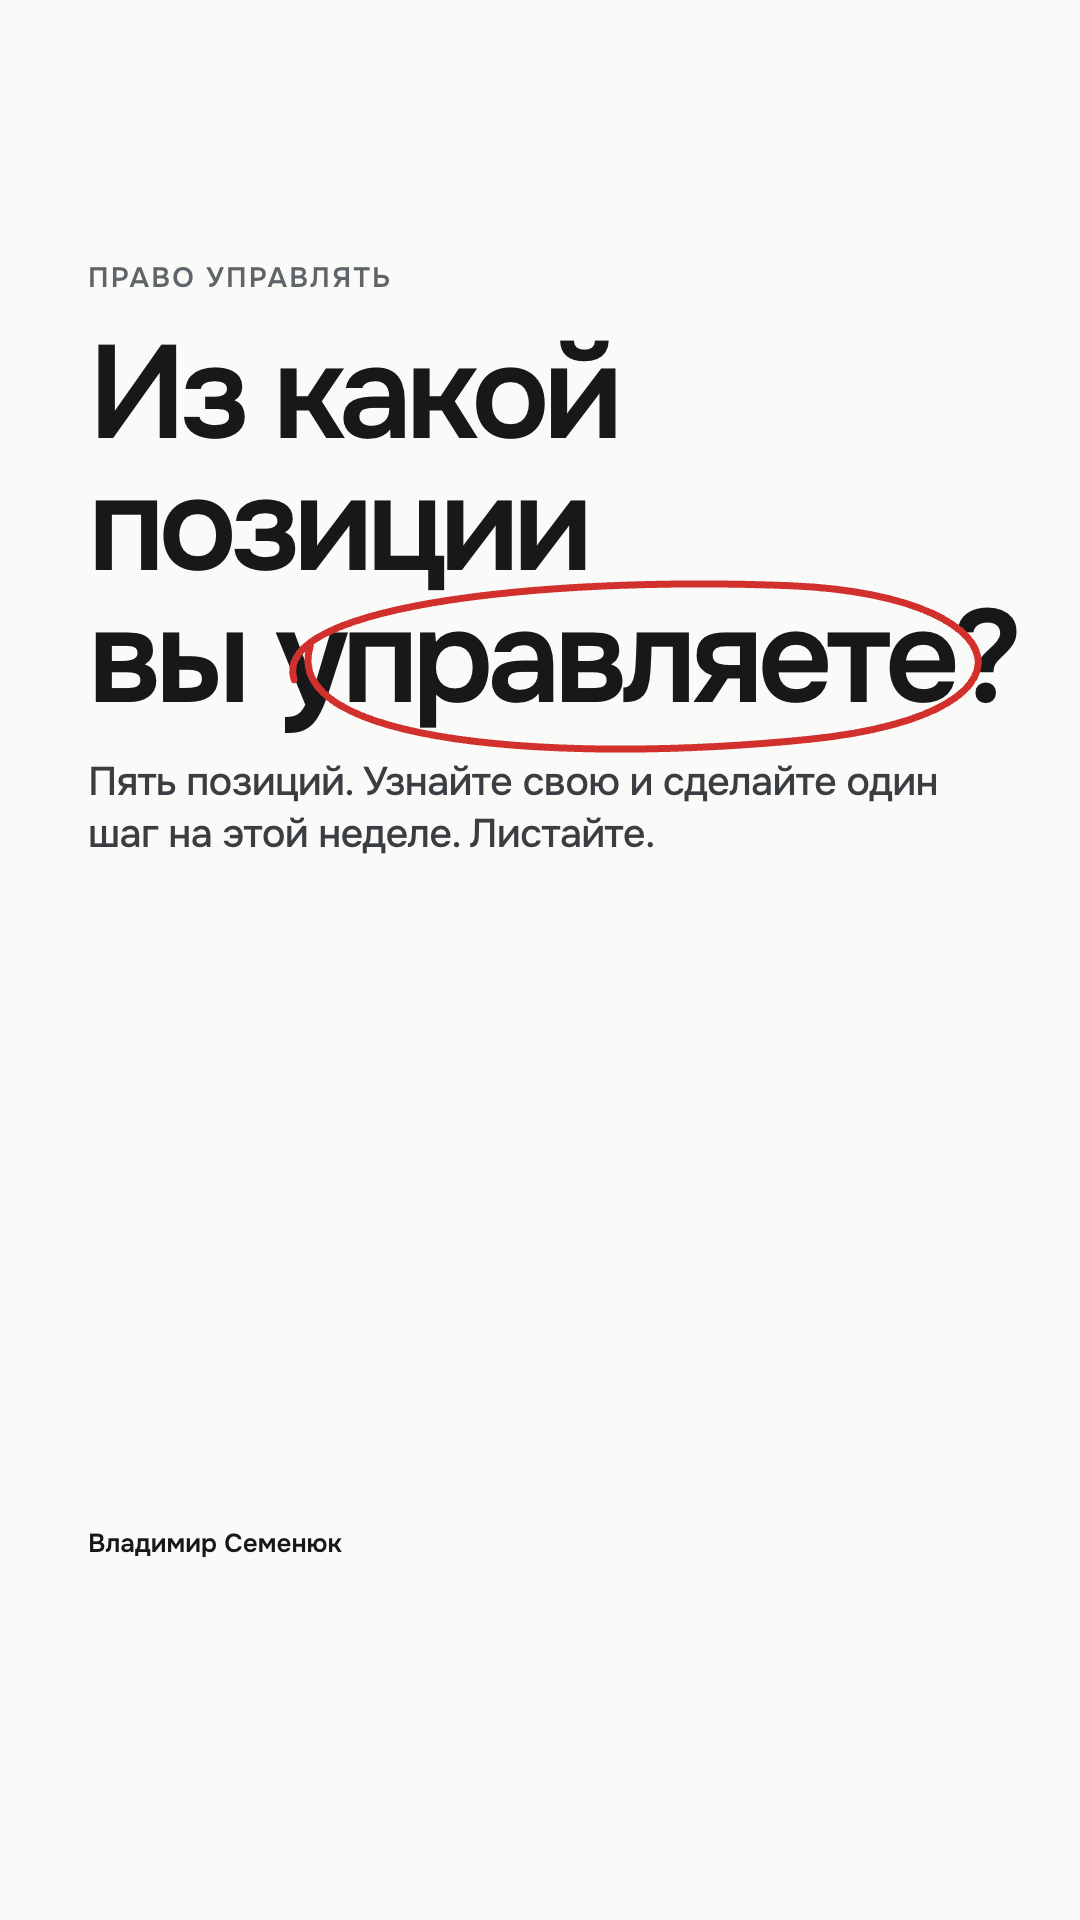 ПРАВО УПРАВЛЯТЬ
Из какой
позиции
вы управляете?
Пять позиций. Узнайте свою и сделайте один
шаг на этой неделе. Листайте.
Владимир Семенюк